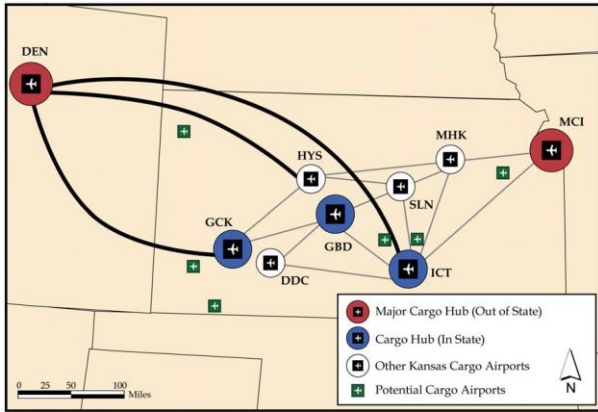 DEN
MCI
MHK
HYS
SLN
GCK
GBD
DDC
ICT
Major Cargo Hub (Out of State)
Cargo Hub (In State)
Other Kansas Cargo Airports
Potential Cargo Airports
N
0 25 50 100
Miles